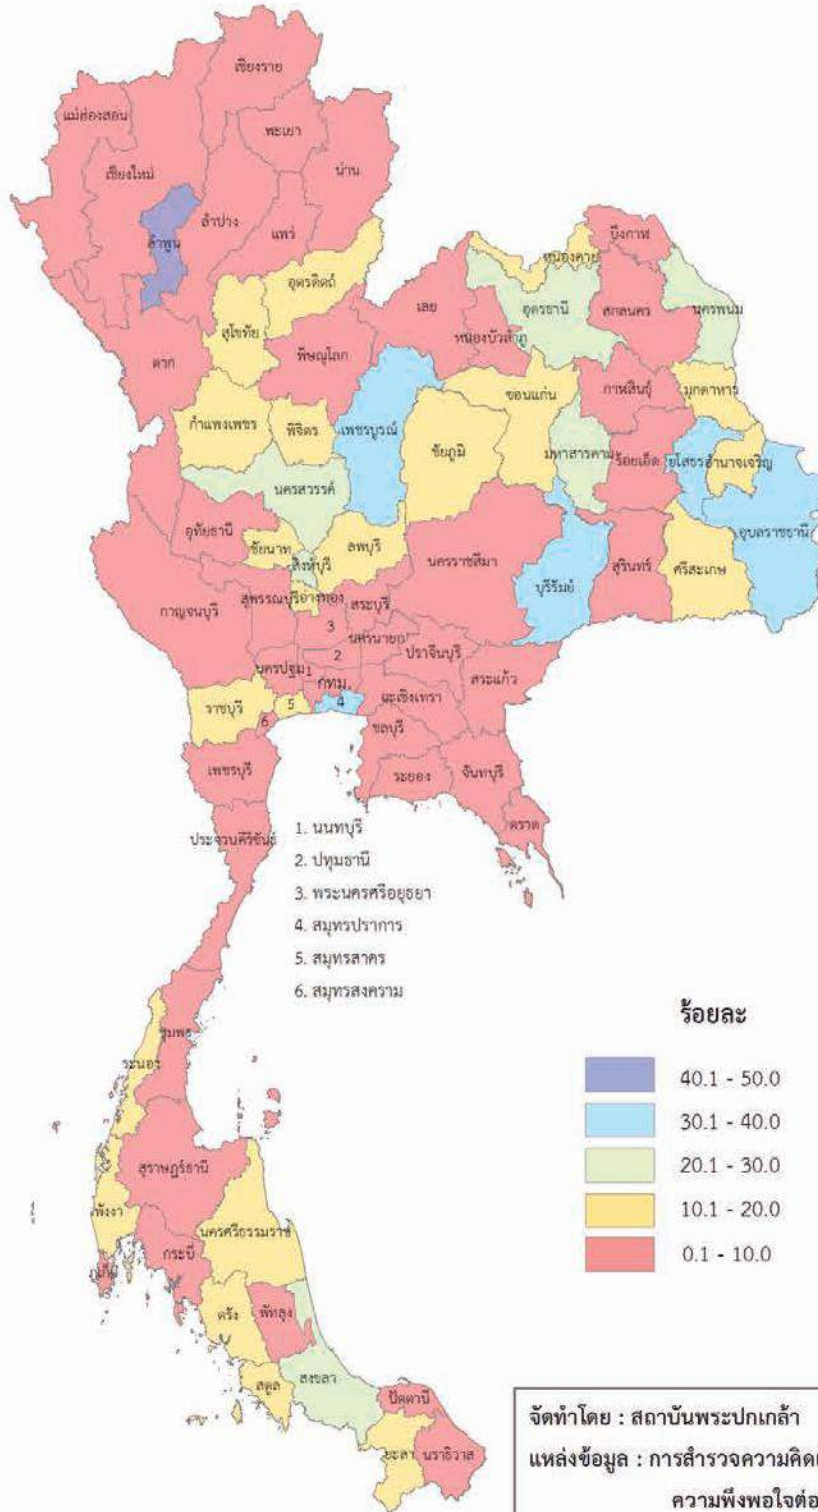 เชียงราย
แม่ฮ่องสอน
พะเยา
เชียงใหม่
น่าน
ลำปาง
แพร่
ลำพูน
บึงกาฬ
หนองคาย
อุตรดิตถ์
เลย
อุดรธานี
สกลนคร
นครพนม
สุโขทัย
หนองบัวลำภู
พิษณุโลก
ตาก
ขอนแก่น
กาฬสินธุ์
มุกดาหาร
กำแพงเพชร
พิจิตร
เพชรบูรณ์
ชัยภูมิ
มหาสารคาม
ร้อยเอ็ด
ยโสธร
อำนาจเจริญ
นครสวรรค์
อุบลราชธานี
อุทัยธานี
ชัยนาท
ลพบุรี
นครราชสีมา
สุรินทร์
ศรีสะเกษ
สิงห์บุรี
บุรีรัมย์
กาญจนบุรี
สุพรรณบุรี
อ่างทอง
สระบุรี
3
นครนายก
ปราจีนบุรี
2
นครปฐม
1
กทม.
สระแก้ว
ฉะเชิงเทรา
ราชบุรี
5
4
6
ชลบุรี
เพชรบุรี
ระยอง
จันทบุรี
ตราด
ประจวบคีรีขันธ์
1. นนทบุรี
2. ปทุมธานี
3. พระนครศรีอยุธยา
4. สมุทรปราการ
5. สมุทรสาคร
6. สมุทรสงคราม
ชุมพร
ระนอง
สุราษฎร์ธานี
พังงา
นครศรีธรรมราช
กระบี่
ภูเก็ต
ตรัง
พัทลุง
สงขลา
สตูล
ปัตตานี
ยะลา
นราธิวาส
ร้อยละ
40.1 - 50.0
30.1 - 40.0
20.1 - 30.0
10.1 - 20.0
0.1 - 10.0
จัดทำโดย : สถาบันพระปกเกล้า
แหล่งข้อมูล : การสำรวจความคิดเ
ความพึงพอใจต่อ